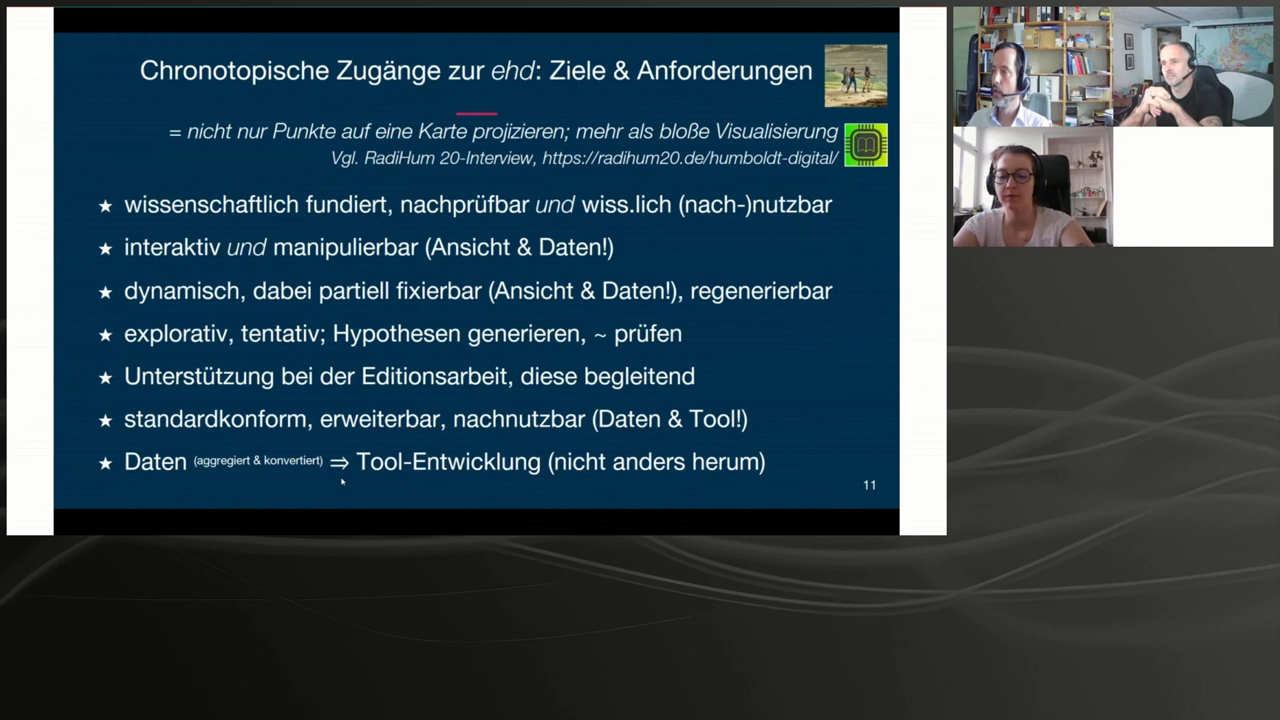 Chronotopische Zugänge zur ehd: Ziele & Anforderungen
= nicht nur Punkte auf eine Karte projizieren; mehr als bloße Visualisierung
Vgl. RadiHum 20-Interview, https://radihum20.de/humboldt-digital/
★ wissenschaftlich fundiert, nachprüfbar und wiss.lich (nach-)nutzbar
★ interaktiv und manipulierbar (Ansicht & Daten!)
★ dynamisch, dabei partiell fixierbar (Ansicht & Daten!), regenerierbar
★ explorativ, tentativ; Hypothesen generieren, ~ prüfen
★ Unterstützung bei der Editionsarbeit, diese begleitend
★ standardkonform, erweiterbar, nachnutzbar (Daten & Tool!)
★ Daten (aggregiert & konvertiert) ⇒ Tool-Entwicklung (nicht anders herum)
11